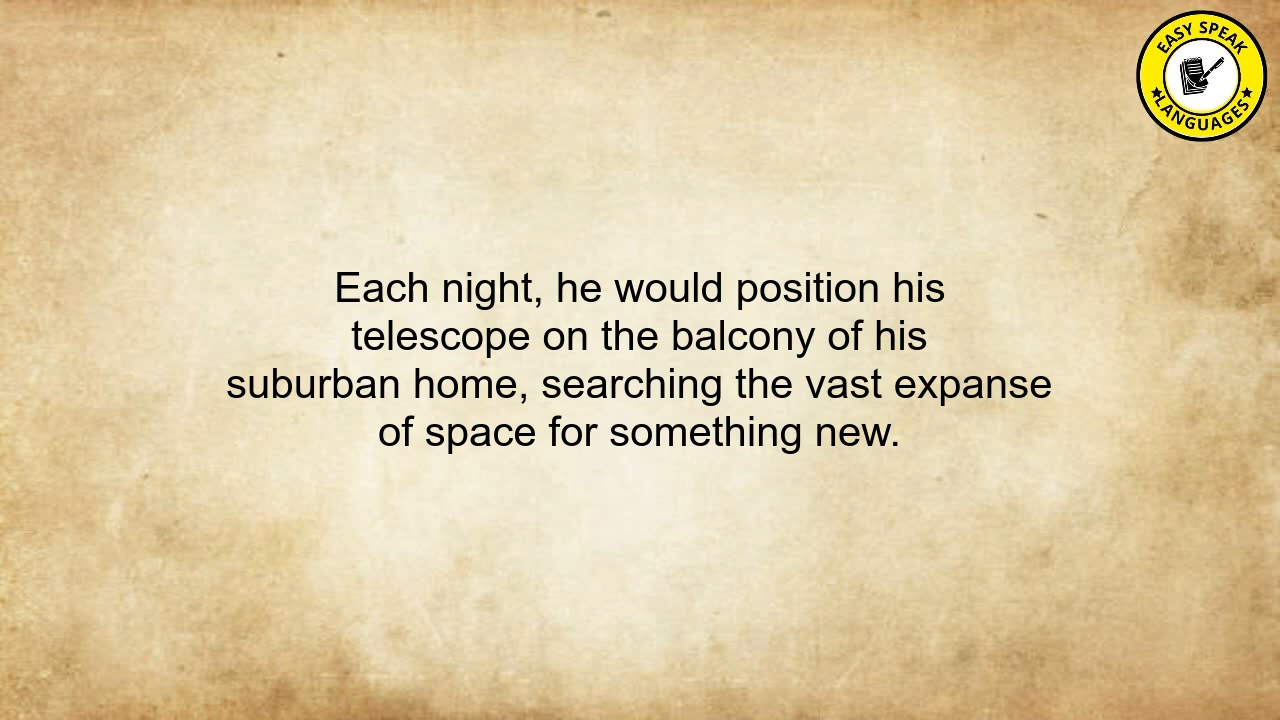 EASY SPEAK
LANGUAGES
Each night, he would position his
telescope on the balcony of his
suburban home, searching the vast expanse
of space for something new.